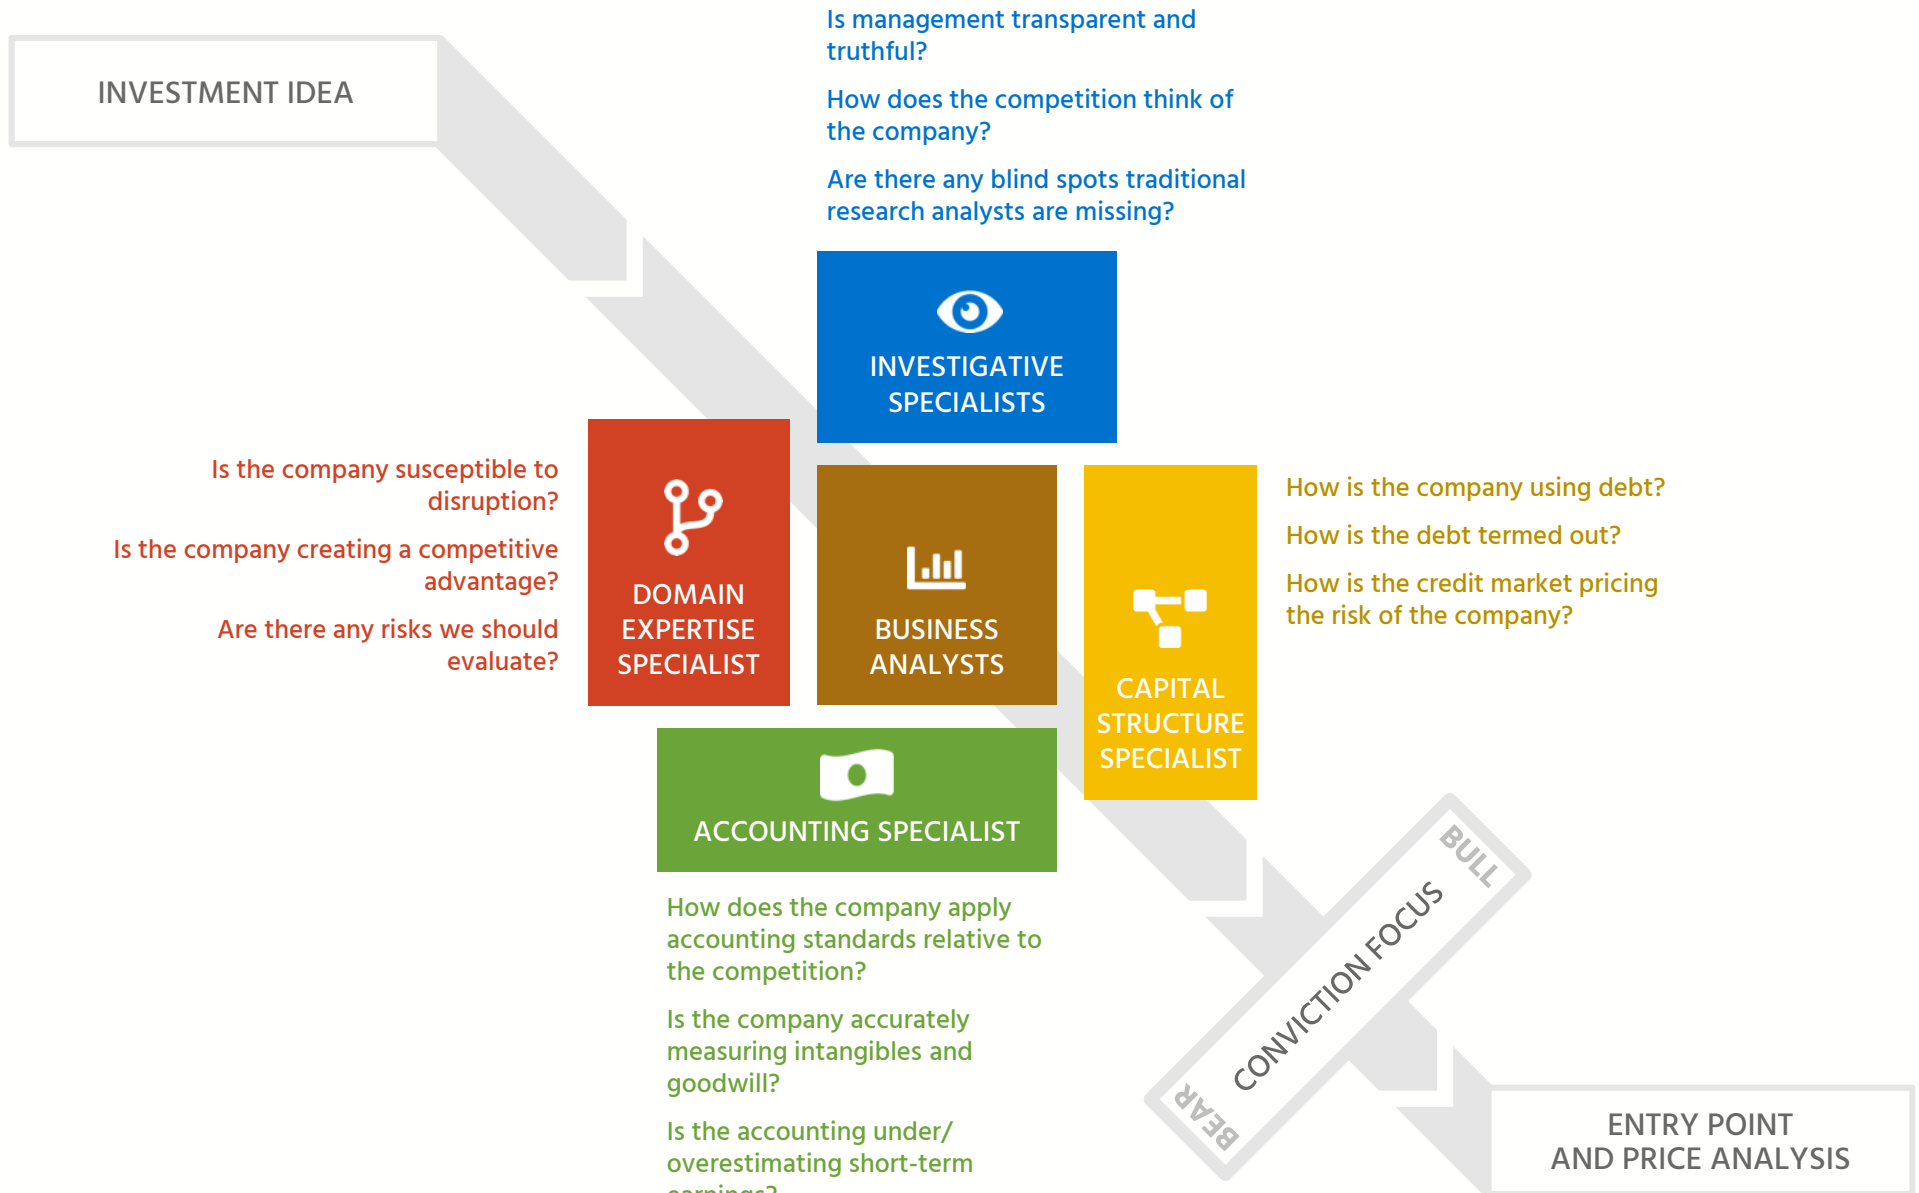 Is management transparent and
truthful?
How does the competition think of
the company?
Are there any blind spots traditional
research analysts are missing?
INVESTMENT IDEA
INVESTIGATIVE
SPECIALISTS
Is the company susceptible to
disruption?
Is the company creating a competitive
advantage?
Are there any risks we should
evaluate?
DOMAIN
EXPERTISE
SPECIALIST
BUSINESS
ANALYSTS
CAPITAL
STRUCTURE
SPECIALIST
How is the company using debt?
How is the debt termed out?
How is the credit market pricing
the risk of the company?
ACCOUNTING SPECIALIST
How does the company apply
accounting standards relative to
the competition?
Is the company accurately
measuring intangibles and
goodwill?
Is the accounting under/
overestimating short-term
earnings?
BULL
CONVICTION FOCUS
BEAR
ENTRY POINT
AND PRICE ANALYSIS